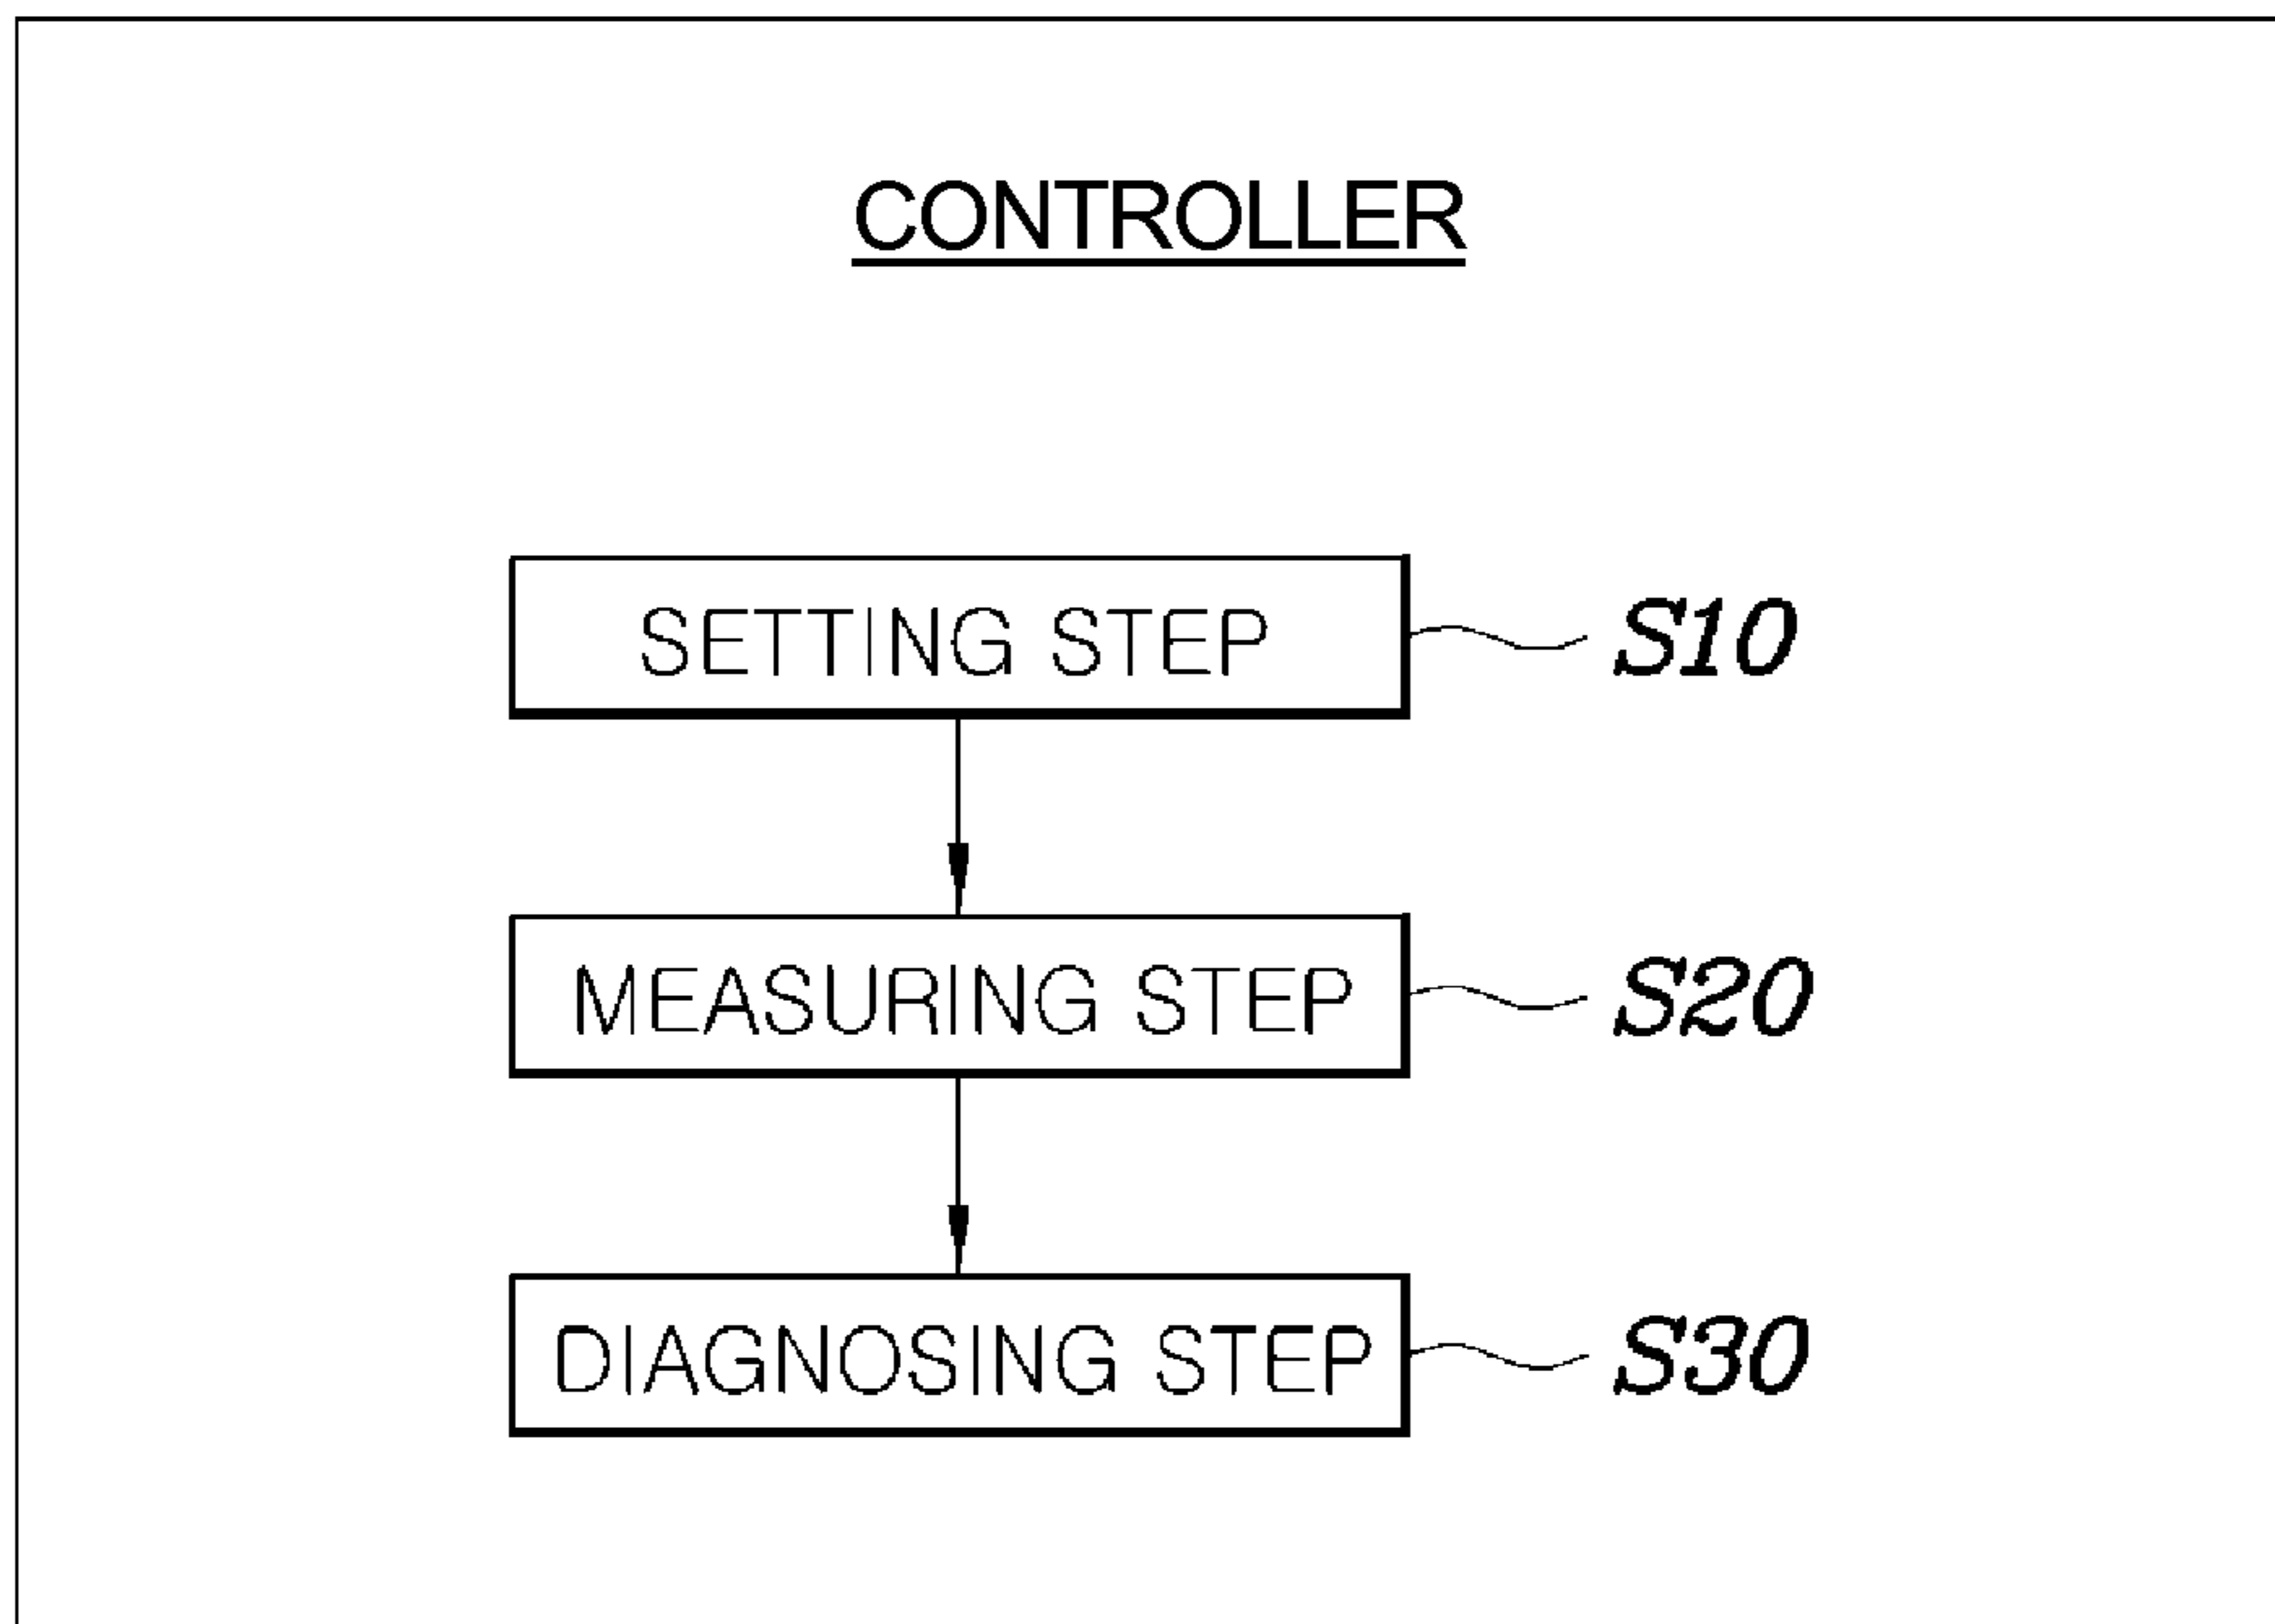 CONTROLLER
SETTING STEP S10
MEASURING STEP S20
DIAGNOSING STEP S30